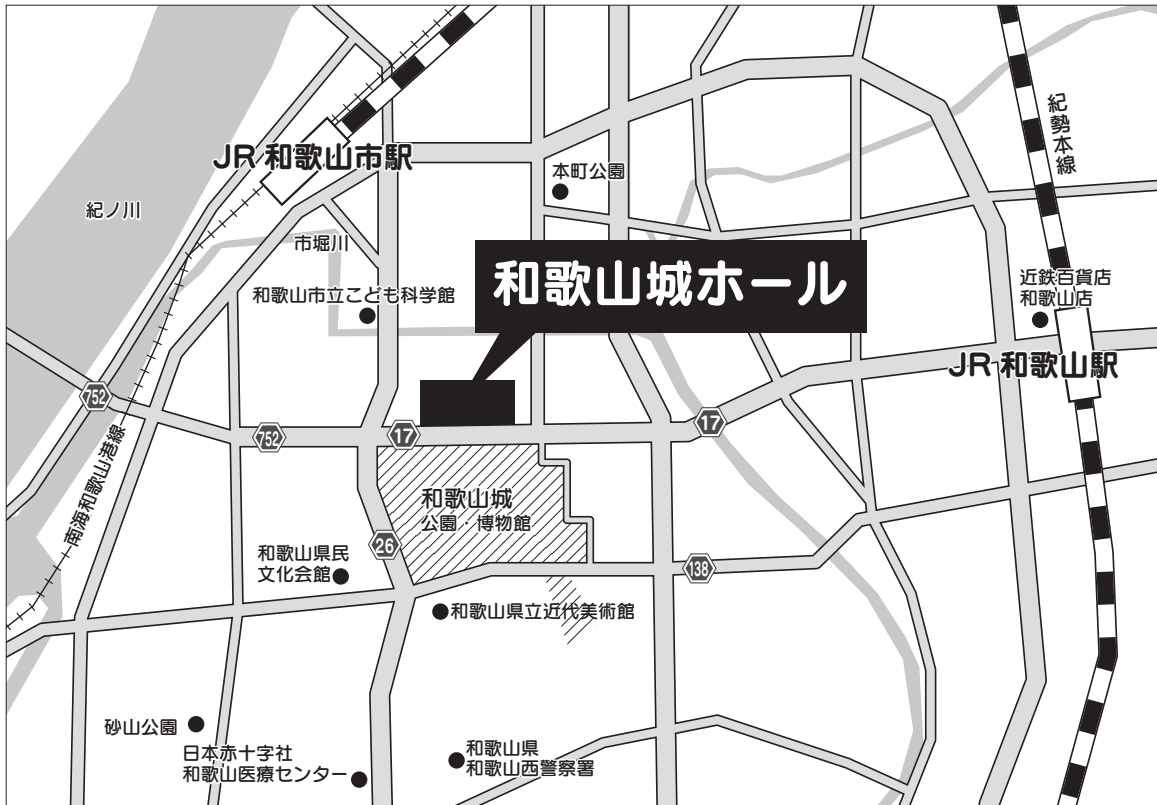 紀勢本線
JR 和歌山市駅
本町公園
紀ノ川
市堀川
和歌山城ホール
近鉄百貨店
和歌山店
和歌山市立こども科学館
JR 和歌山駅
752
17
752
17
南海和歌山港線
和歌山城
公園・博物館
26
和歌山県民
文化会館
138
和歌山県立近代美術館
砂山公園
日本赤十字社
和歌山医療センター
和歌山県
和歌山西警察署